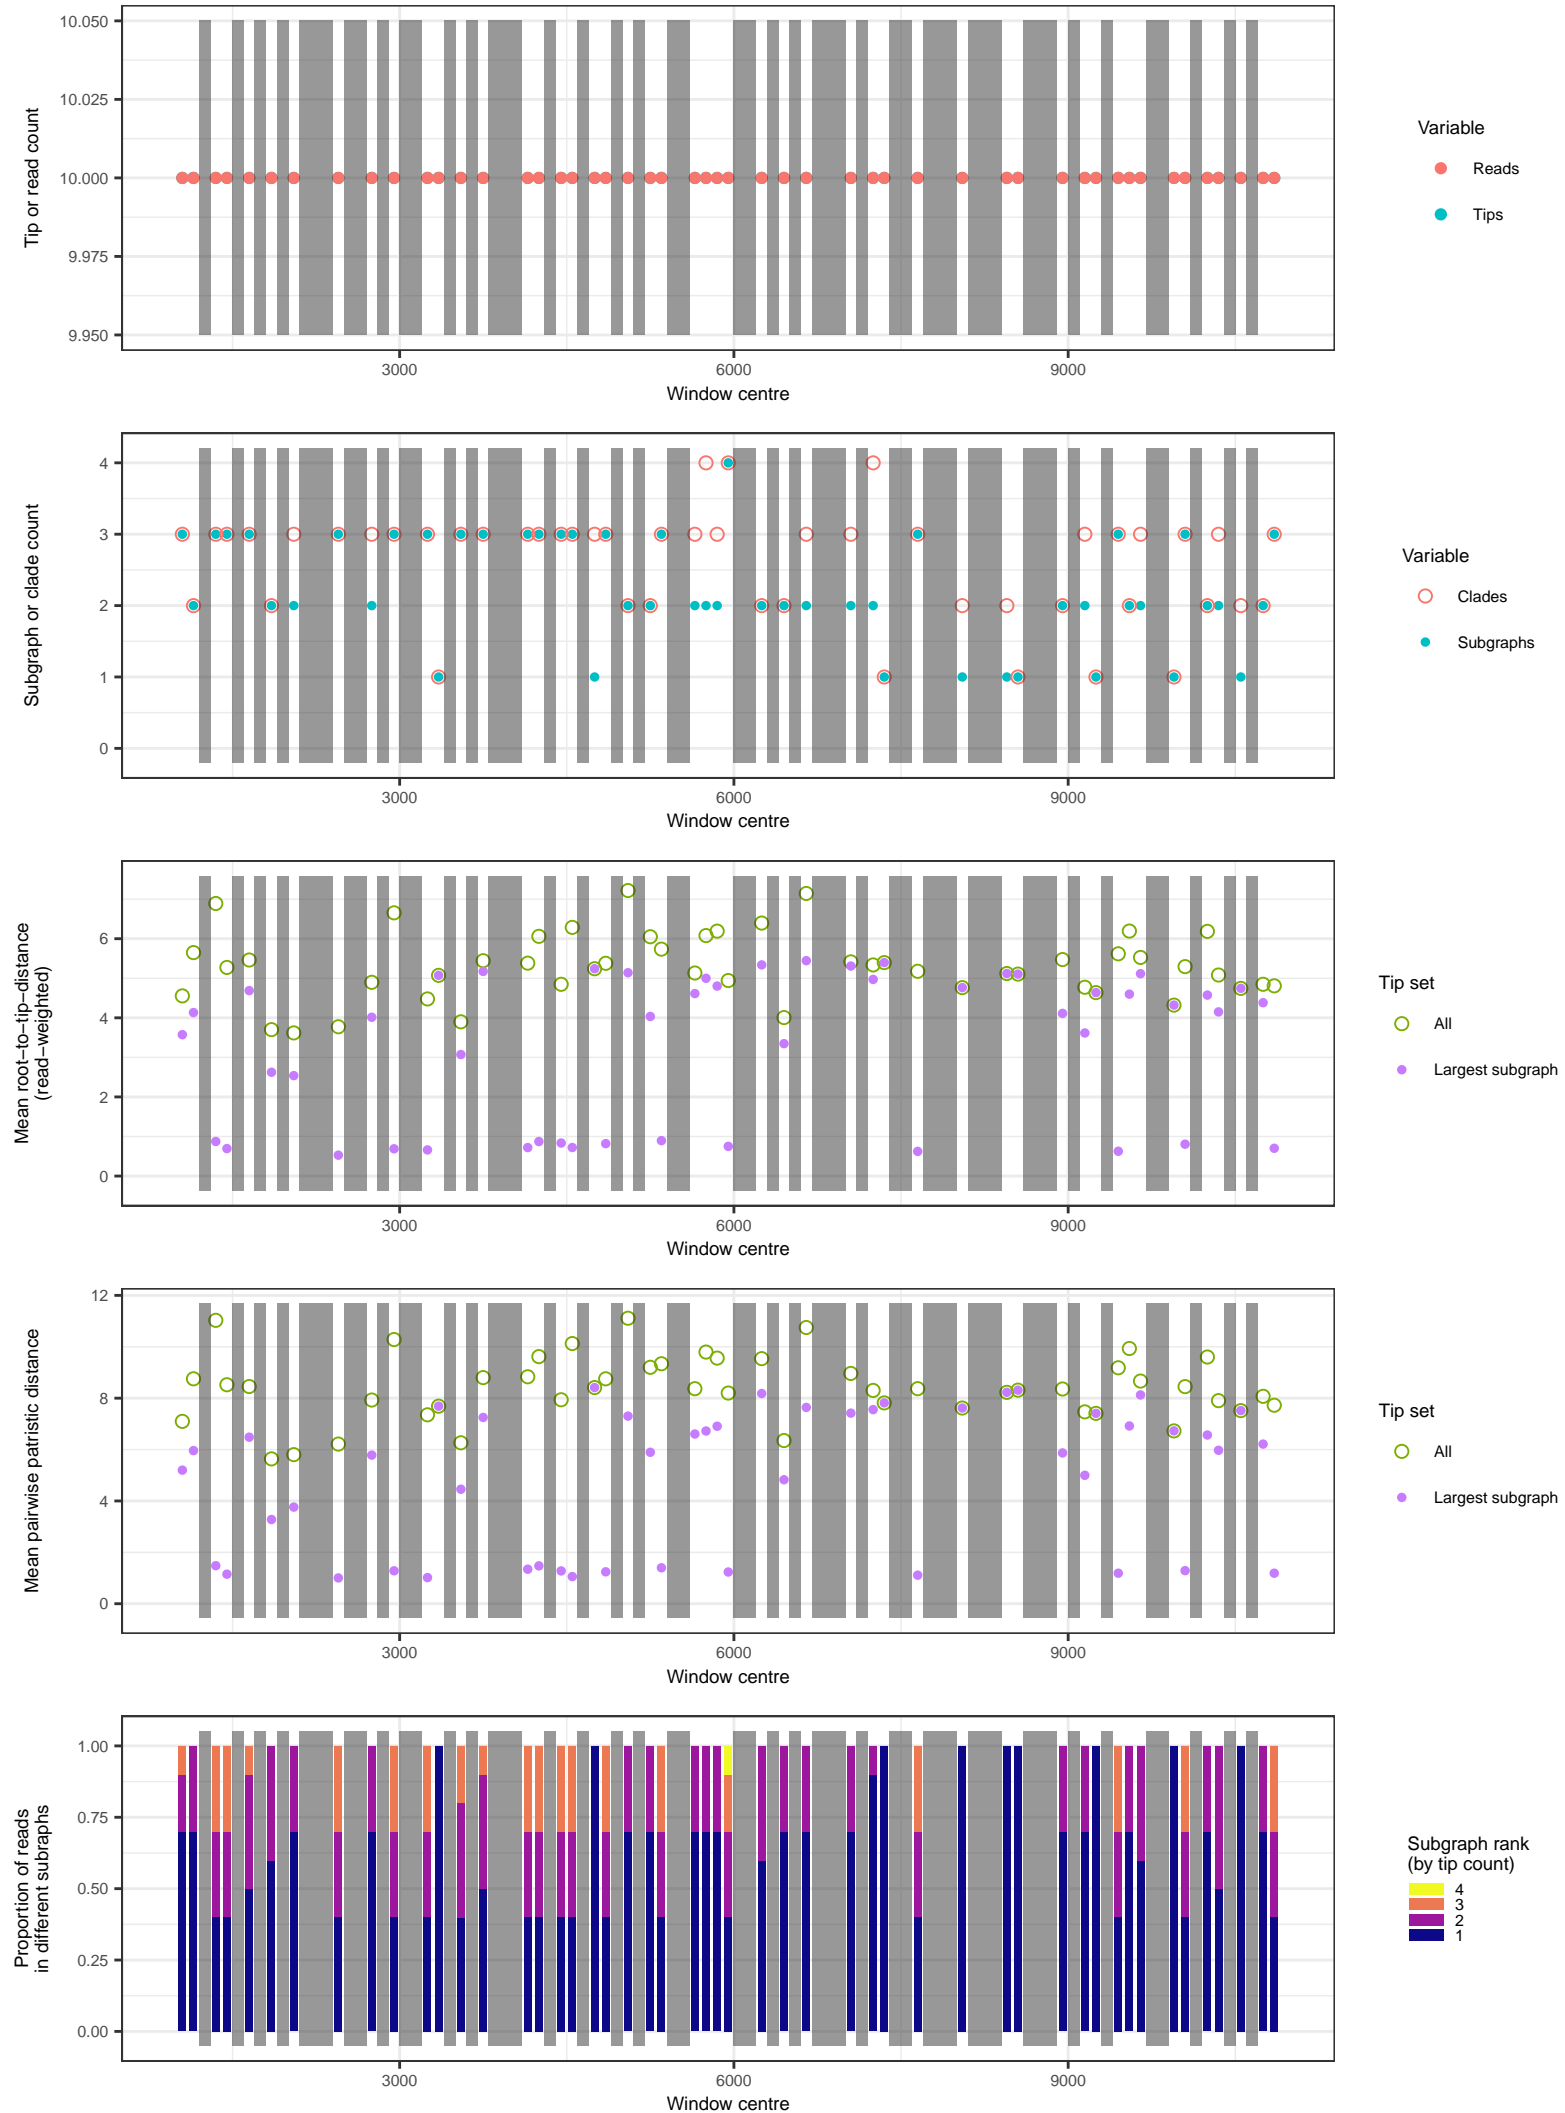 10.050
10.025
10.000
9.975
9.950
Tip or read count
3000 6000 9000
Window centre
Variable
Reads
Tips
4
3
2
1
0
Subgraph or clade count
3000 6000 9000
Window centre
Variable
Clades
Subgraphs
6
4
2
0
Mean root−to−tip−distance
(read−weighted)
3000 6000 9000
Window centre
Tip set
All
Largest subgraph
12
8
4
0
Mean pairwise patristic distance
3000 6000 9000
Window centre
Tip set
All
Largest subgraph
1.00
0.75
0.50
0.25
0.00
Proportion of reads
in different subraphs
3000 6000 9000
Window centre
Subgraph rank
(by tip count)
4
3
2
1